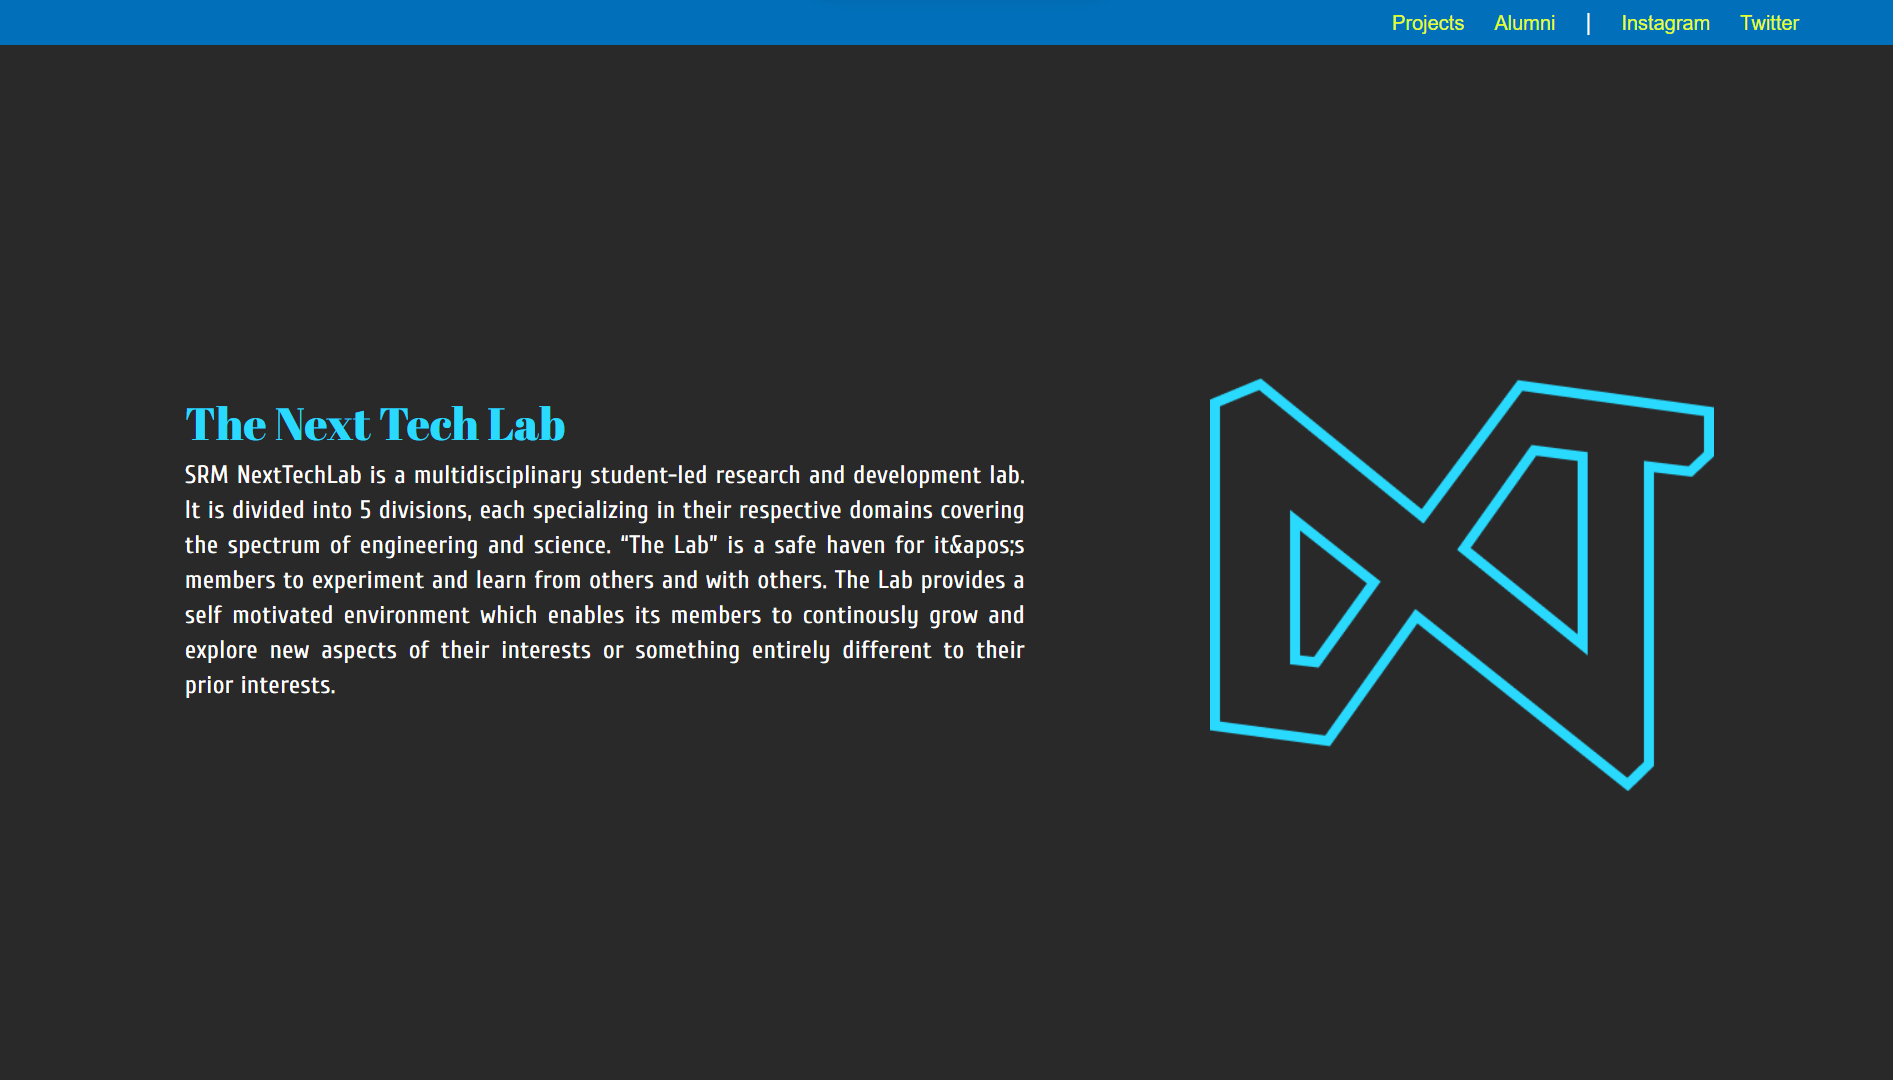 Projects Alumni | Instagram Twitter
The Next Tech Lab
SRM NextTechLab is a multidisciplinary student-led research and development lab.
It is divided into 5 divisions, each specializing in their respective domains covering
the spectrum of engineering and science. “The Lab” is a safe haven for it&apos;s
members to experiment and learn from others and with others. The Lab provides a
self motivated environment which enables its members to continously grow and
explore new aspects of their interests or something entirely different to their
prior interests.